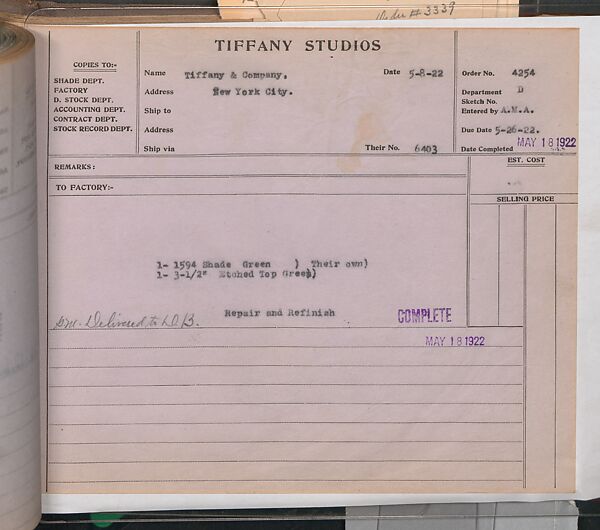 Order # 3339
TIFFANY STUDIOS
COPIES TO:-
SHADE DEPT.
FACTORY
D. STOCK DEPT.
ACCOUNTING DEPT.
CONTRACT DEPT.
STOCK RECORD DEPT.
Name Tiffany & Company, Date 5-8-22
Address New York City.
Ship to
Address
Ship via Their No. 6403
Order No. 4254
Department D
Sketch No.
Entered by A.M.A.
Due Date 5-26-22.
Date Completed MAY 18 1922
REMARKS:
EST. COST
TO FACTORY:-
SELLING PRICE
1- 1594 Shade Green ) Their own)
1- 3-1/2" Etched Top Green)
Repair and Refinish
Delivered to D.B.
COMPLETE
MAY 18 1922